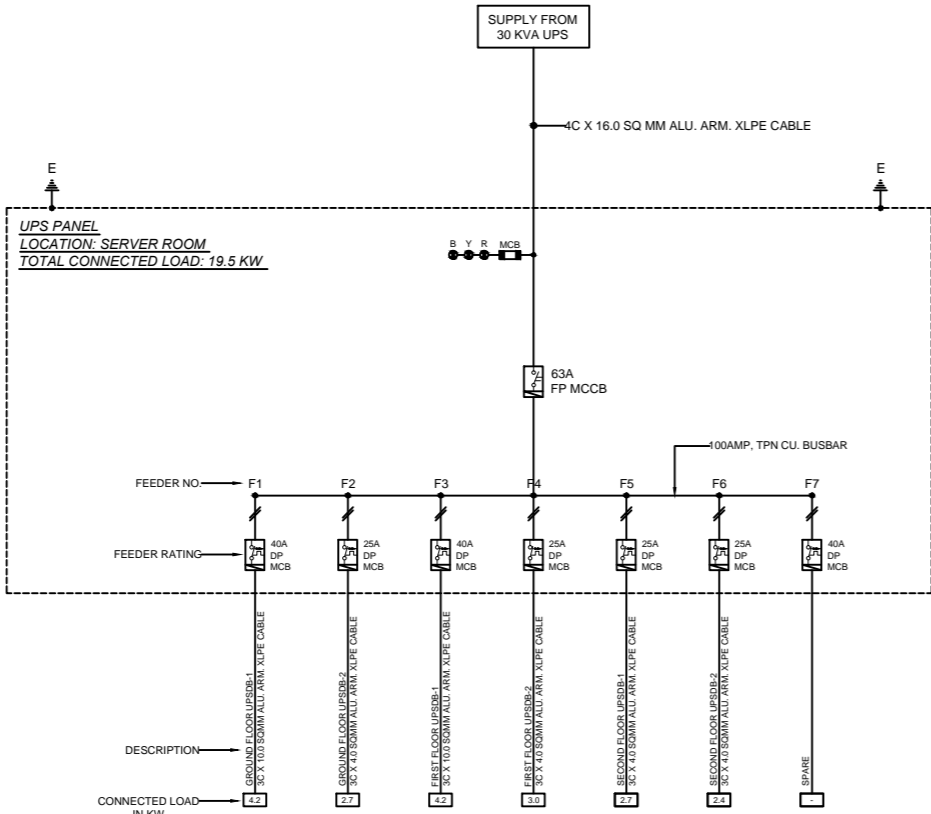 SUPPLY FROM
30 KVA UPS
4C X 16.0 SQ MM ALU. ARM. XLPE CABLE
E
E
UPS PANEL
LOCATION: SERVER ROOM
TOTAL CONNECTED LOAD: 19.5 KW
B Y R MCB
63A
FP MCCB
100AMP, TPN CU. BUSBAR
FEEDER NO. F1 F2 F3 F4 F5 F6 F7
FEEDER RATING
40A
DP
MCB
25A
DP
MCB
40A
DP
MCB
25A
DP
MCB
25A
DP
MCB
25A
DP
MCB
40A
DP
MCB
DESCRIPTION
GROUND FLOOR UPSDB-1
3C X 10.0 SQMM ALU. ARM. XLPE CABLE
GROUND FLOOR UPSDB-2
3C X 4.0 SQMM ALU. ARM. XLPE CABLE
FIRST FLOOR UPSDB-1
3C X 10.0 SQMM ALU. ARM. XLPE CABLE
FIRST FLOOR UPSDB-2
3C X 4.0 SQMM ALU. ARM. XLPE CABLE
SECOND FLOOR UPSDB-1
3C X 4.0 SQMM ALU. ARM. XLPE CABLE
SECOND FLOOR UPSDB-2
3C X 4.0 SQMM ALU. ARM. XLPE CABLE
SPARE
CONNECTED LOAD
IN KW
4.2 2.7 4.2 3.0 2.7 2.4 -